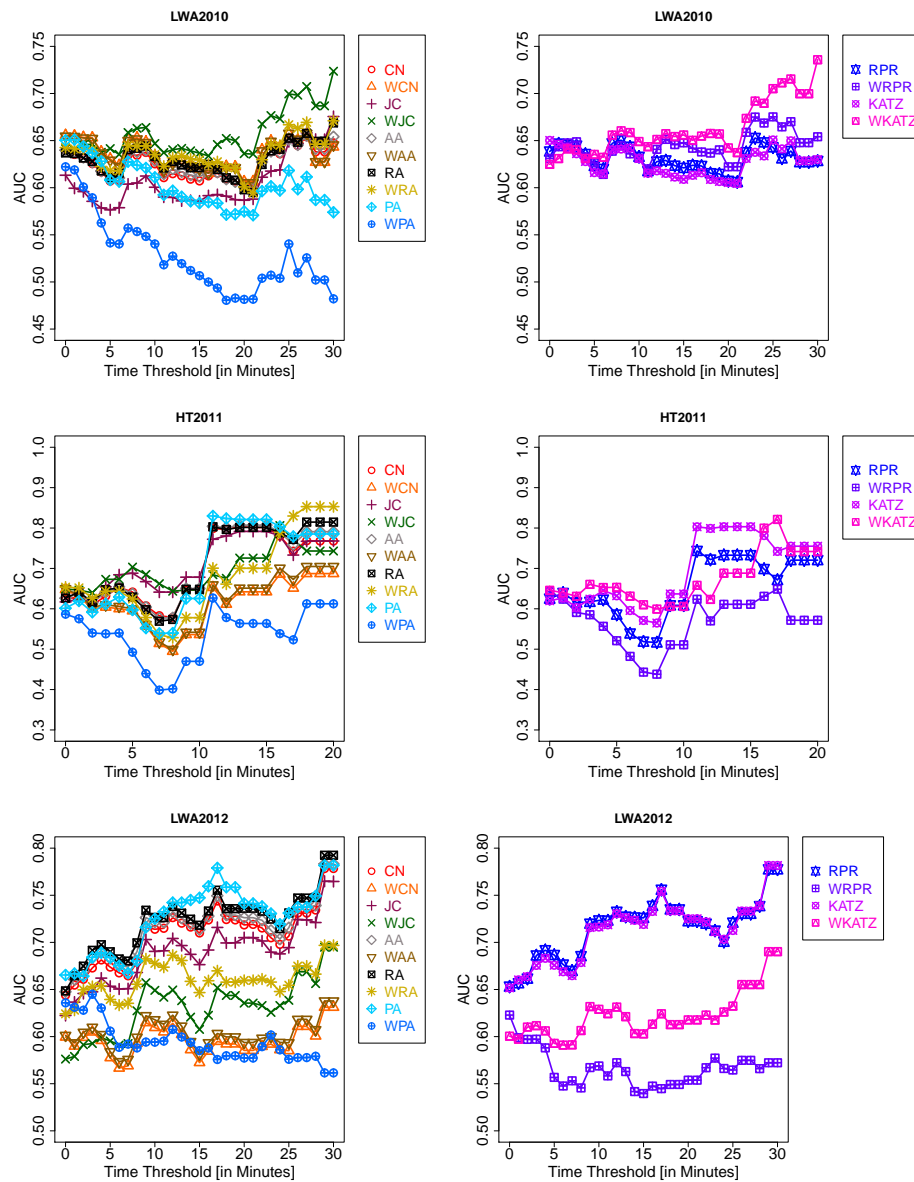 LWA2010
0.75
0.70
0.65
0.60
0.55
0.50
0.45
AUC
0 5 10 15 20 25 30
Time Threshold [in Minutes]
CN
WCN
JC
WJC
AA
WAA
RA
WRA
PA
WPA
LWA2010
0.75
0.70
0.65
0.60
0.55
0.50
0.45
AUC
0 5 10 15 20 25 30
Time Threshold [in Minutes]
RPR
WRPR
KATZ
WKATZ
HT2011
1.0
0.9
0.8
0.7
0.6
0.5
0.4
0.3
AUC
0 5 10 15 20
Time Threshold [in Minutes]
CN
WCN
JC
WJC
AA
WAA
RA
WRA
PA
WPA
HT2011
1.0
0.9
0.8
0.7
0.6
0.5
0.4
0.3
AUC
0 5 10 15 20
Time Threshold [in Minutes]
RPR
WRPR
KATZ
WKATZ
LWA2012
0.80
0.75
0.70
0.65
0.60
0.55
0.50
AUC
0 5 10 15 20 25 30
Time Threshold [in Minutes]
CN
WCN
JC
WJC
AA
WAA
RA
WRA
PA
WPA
LWA2012
0.80
0.75
0.70
0.65
0.60
0.55
0.50
AUC
0 5 10 15 20 25 30
Time Threshold [in Minutes]
RPR
WRPR
KATZ
WKATZ